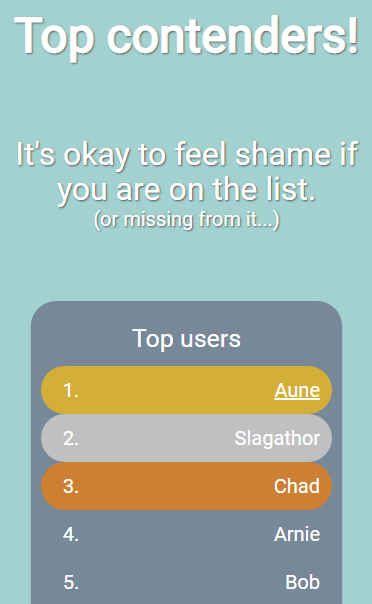 Top contenders!
It's okay to feel shame if
you are on the list.
(or missing from it...)
Top users
1. Aune
2. Slagathor
3. Chad
4. Arnie
5. Bob